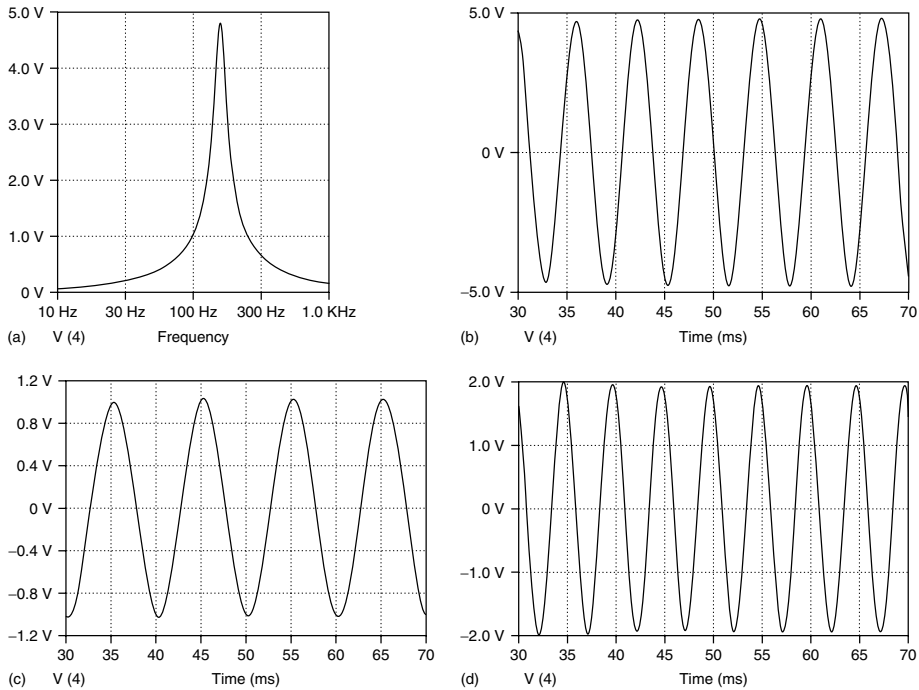 5.0 V
4.0 V
3.0 V
2.0 V
1.0 V
0 V
10 Hz 30 Hz 100 Hz 300 Hz 1.0 KHz
(a) V (4) Frequency
5.0 V
0 V
−5.0 V
30 35 40 45 50 55 60 65 70
(b) V (4) Time (ms)
1.2 V
0.8 V
0.4 V
0 V
−0.4 V
−0.8 V
−1.2 V
30 35 40 45 50 55 60 65 70
(c) V (4) Time (ms)
2.0 V
1.0 V
0 V
−1.0 V
−2.0 V
30 35 40 45 50 55 60 65 70
(d) V (4) Time (ms)